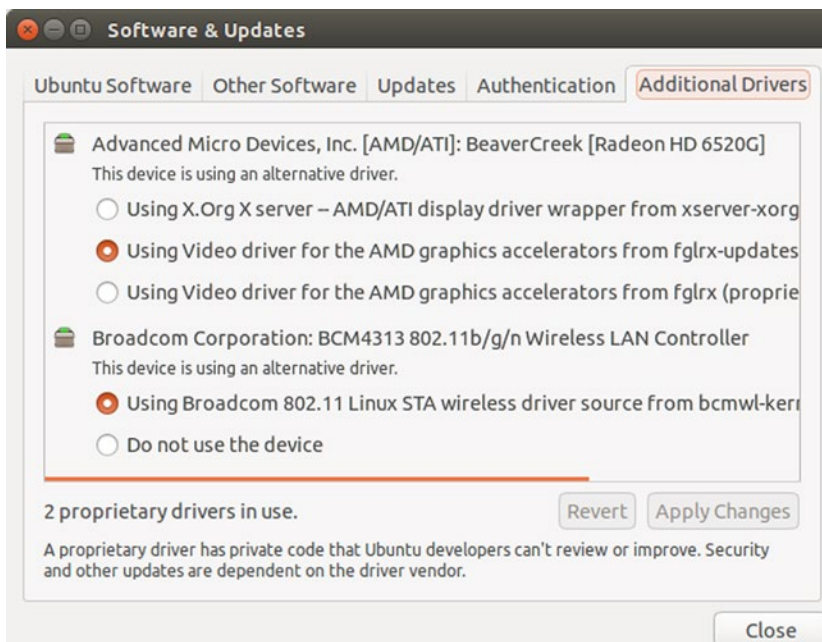 Software & Updates
Ubuntu Software Other Software Updates Authentication Additional Drivers
Advanced Micro Devices, Inc. [AMD/ATI]: BeaverCreek [Radeon HD 6520G]
This device is using an alternative driver.
Using X.Org X server – AMD/ATI display driver wrapper from xserver-xorg
Using Video driver for the AMD graphics accelerators from fglrx-updates
Using Video driver for the AMD graphics accelerators from fglrx (proprie
Broadcom Corporation: BCM4313 802.11b/g/n Wireless LAN Controller
This device is using an alternative driver.
Using Broadcom 802.11 Linux STA wireless driver source from bcmwl-kern
Do not use the device
2 proprietary drivers in use.
Revert Apply Changes
A proprietary driver has private code that Ubuntu developers can't review or improve. Security
and other updates are dependent on the driver vendor.
Close